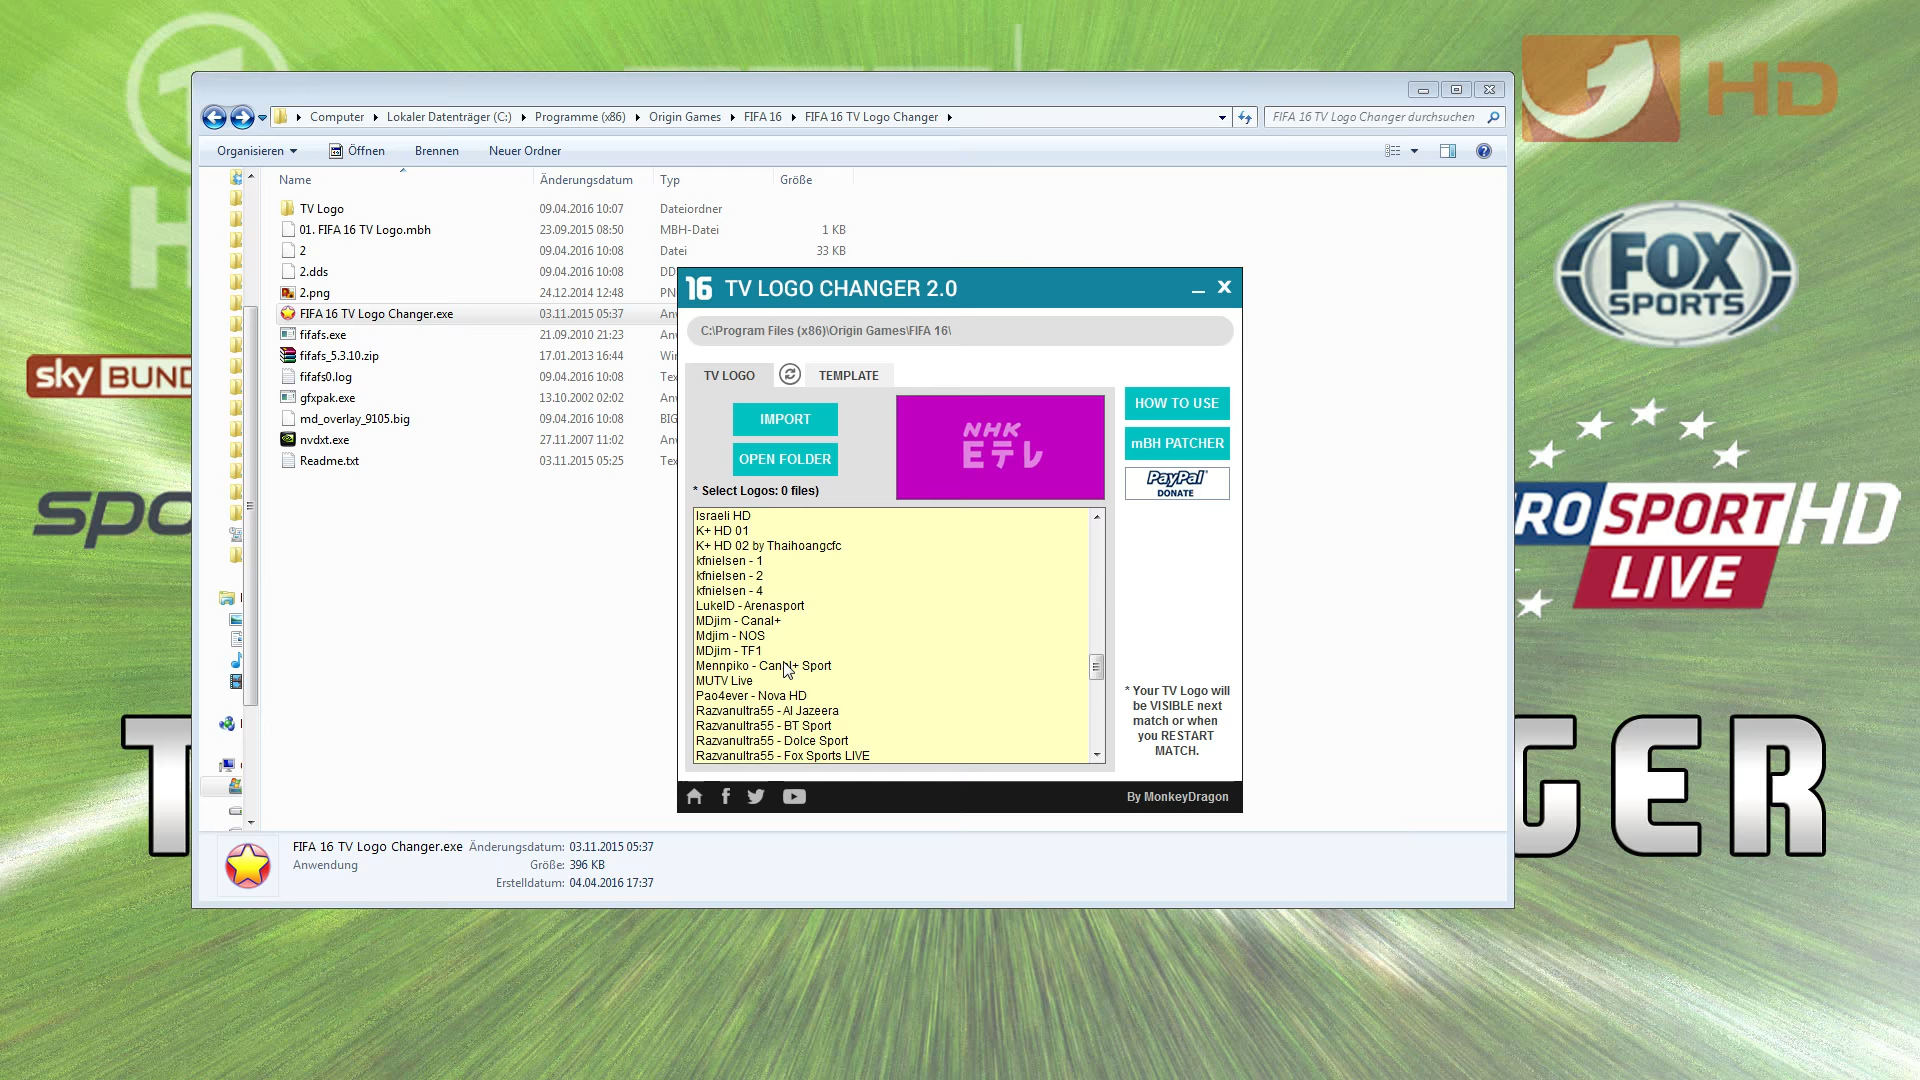 HD
Computer ▸ Lokaler Datenträger (C:) ▸ Programme (x86) ▸ Origin Games ▸ FIFA 16 ▸ FIFA 16 TV Logo Changer ▸
FIFA 16 TV Logo Changer durchsuchen
Organisieren Öffnen Brennen Neuer Ordner
Name Änderungsdatum Typ Größe
TV Logo 09.04.2016 10:07 Dateiordner
01. FIFA 16 TV Logo.mbh 23.09.2015 08:50 MBH-Datei 1 KB
2 09.04.2016 10:08 Datei 33 KB
2.dds 09.04.2016 10:08 DD
2.png 24.12.2014 12:48 PN
FIFA 16 TV Logo Changer.exe 03.11.2015 05:37 Anw
fifafs.exe 21.09.2010 21:23 Anw
fifafs_5.3.10.zip 17.01.2013 16:44 Wi
fifafs0.log 09.04.2016 10:08 Tex
gfxpak.exe 13.10.2002 02:02 Anw
md_overlay_9105.big 09.04.2016 10:08 BIG
nvdxt.exe 27.11.2007 11:02 Anw
Readme.txt 03.11.2015 05:25 Tex
16 TV LOGO CHANGER 2.0
C:\Program Files (x86)\Origin Games\FIFA 16\
TV LOGO TEMPLATE
IMPORT
OPEN FOLDER
* Select Logos: 0 files)
NHK
Eテレ
HOW TO USE
mBH PATCHER
PayPal
DONATE
Israeli HD
K+ HD 01
K+ HD 02 by Thaihoangcfc
kfnielsen - 1
kfnielsen - 2
kfnielsen - 4
LukeID - Arenasport
MDjim - Canal+
Mdjim - NOS
MDjim - TF1
Mennpiko - Canal+ Sport
MUTV Live
Pao4ever - Nova HD
Razvanultra55 - Al Jazeera
Razvanultra55 - BT Sport
Razvanultra55 - Dolce Sport
Razvanultra55 - Fox Sports LIVE
* Your TV Logo will
be VISIBLE next
match or when
you RESTART
MATCH.
By MonkeyDragon
FIFA 16 TV Logo Changer.exe Änderungsdatum: 03.11.2015 05:37
Anwendung Größe: 396 KB
Erstelldatum: 04.04.2016 17:37
sky BUND
spo
FOX
SPORTS
ROSPORT HD
LIVE
T
GER